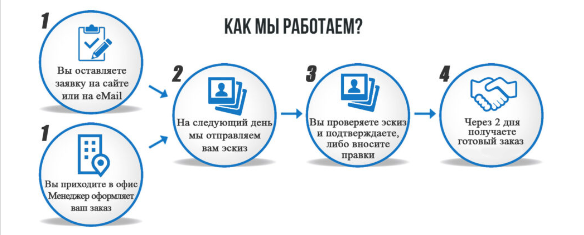 КАК МЫ РАБОТАЕМ?
1
Вы оставляете
заявку на сайте
или на eMail
1
Вы приходите в офис
Менеджер оформляет
ваш заказ
2
На следующий день
мы отправляем
вам эскиз
3
Вы проверяете эскиз
и подтверждаете,
либо вносите
правки
4
Через 2 дня
получаете
готовый заказ